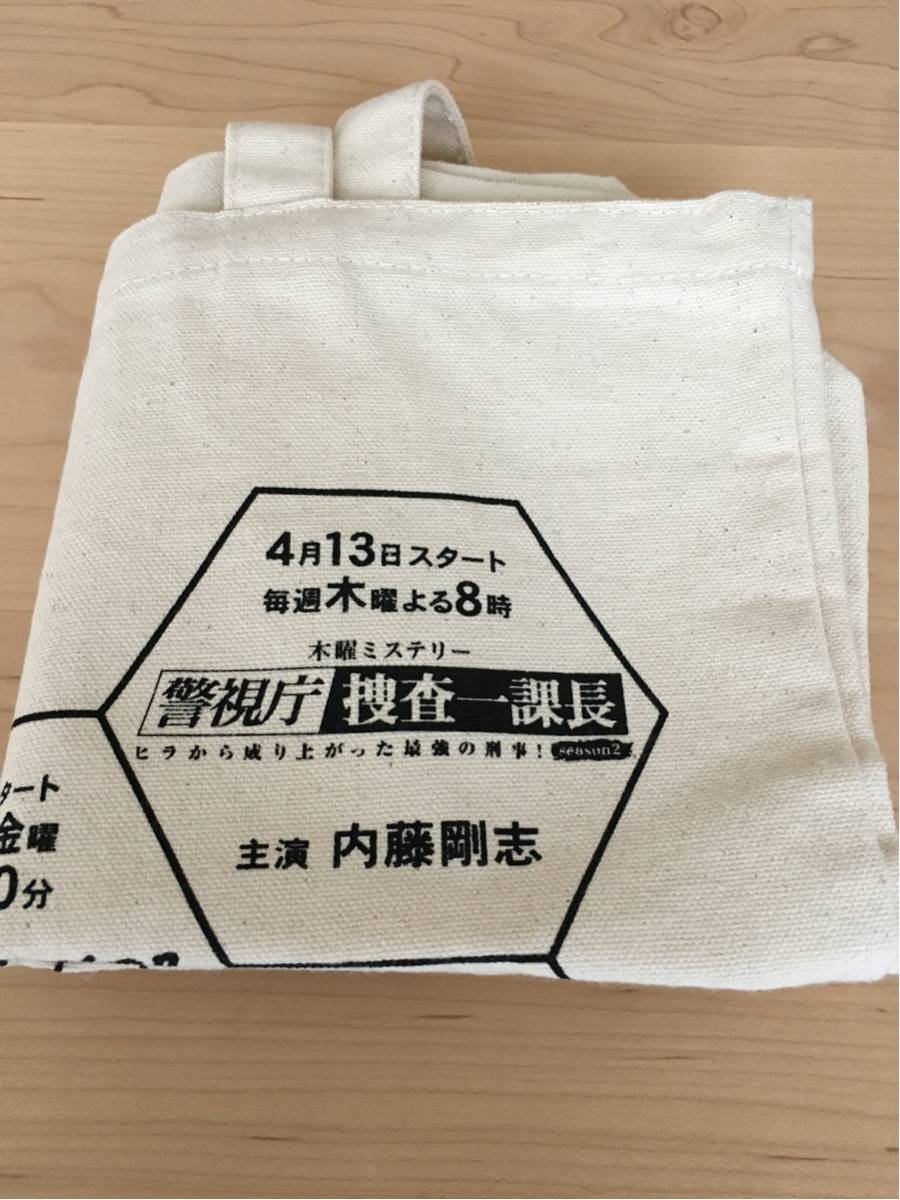 4月13日スタート
毎週木曜よる8時
木曜ミステリー
警視庁 捜査一課長
ヒラから成り上がった最強の刑事! season2
主演 内藤剛志
タート
金曜
0分